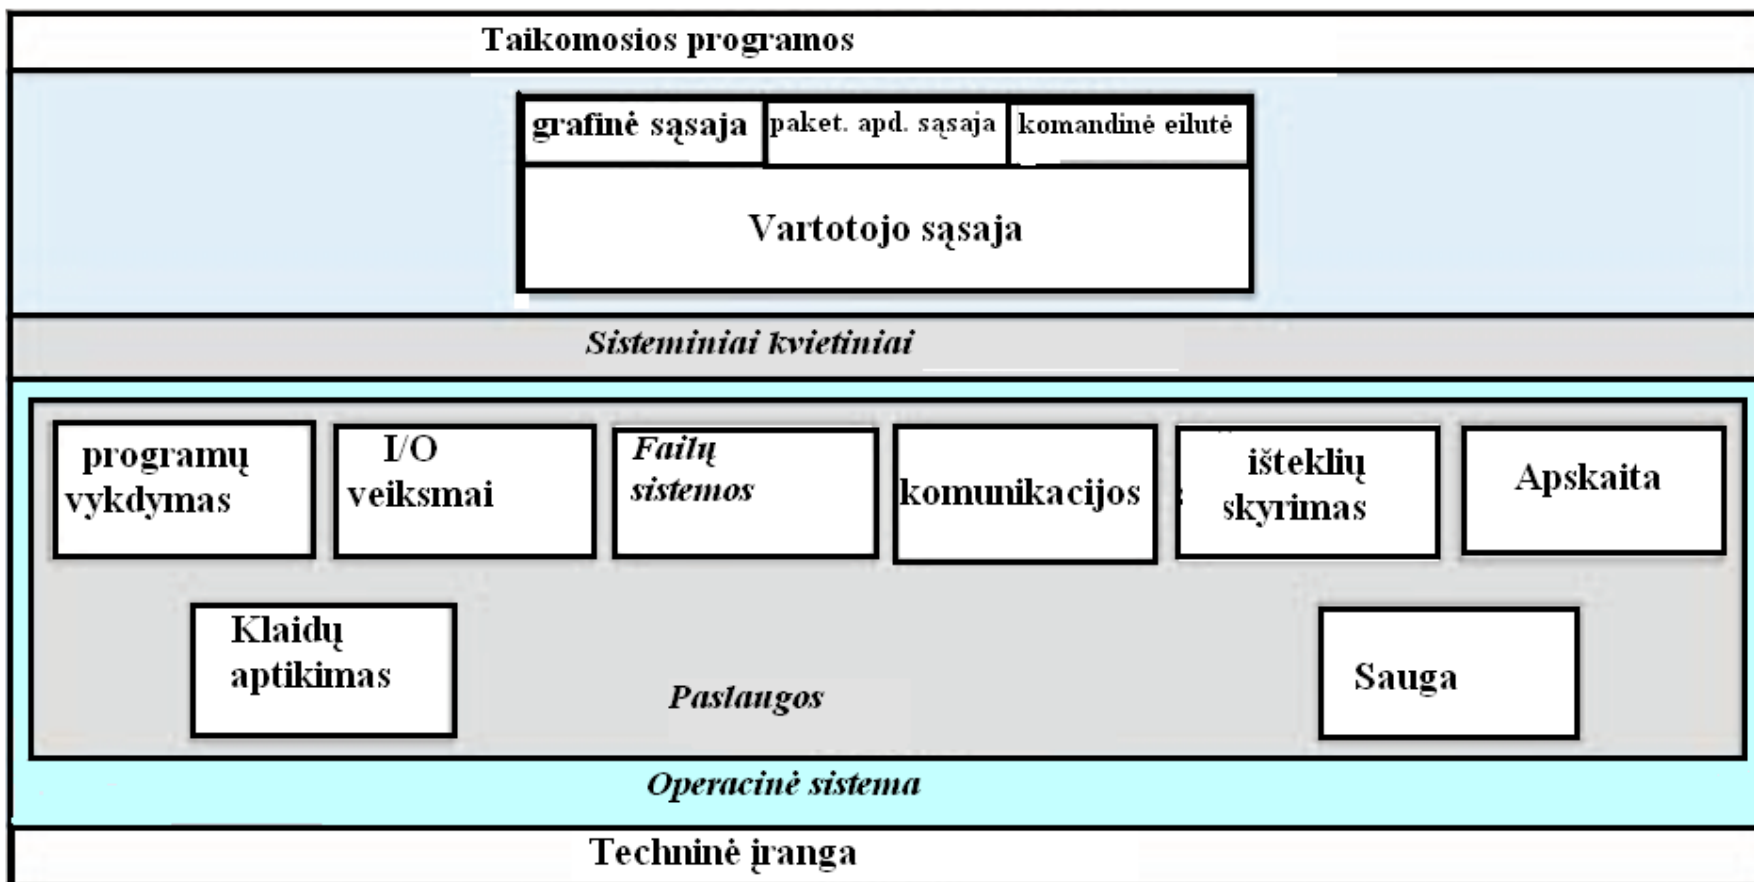 Taikomosios programos
grafinė sąsaja
paket. apd. sąsaja
komandinė eilutė
Vartotojo sąsaja
Sisteminiai kvietiniai
programų
vykdymas
I/O
veiksmai
Failų
sistemos
komunikacijos
išteklių
skyrimas
Apskaita
Klaidų
aptikimas
Paslaugos
Sauga
Operacinė sistema
Techninė įranga